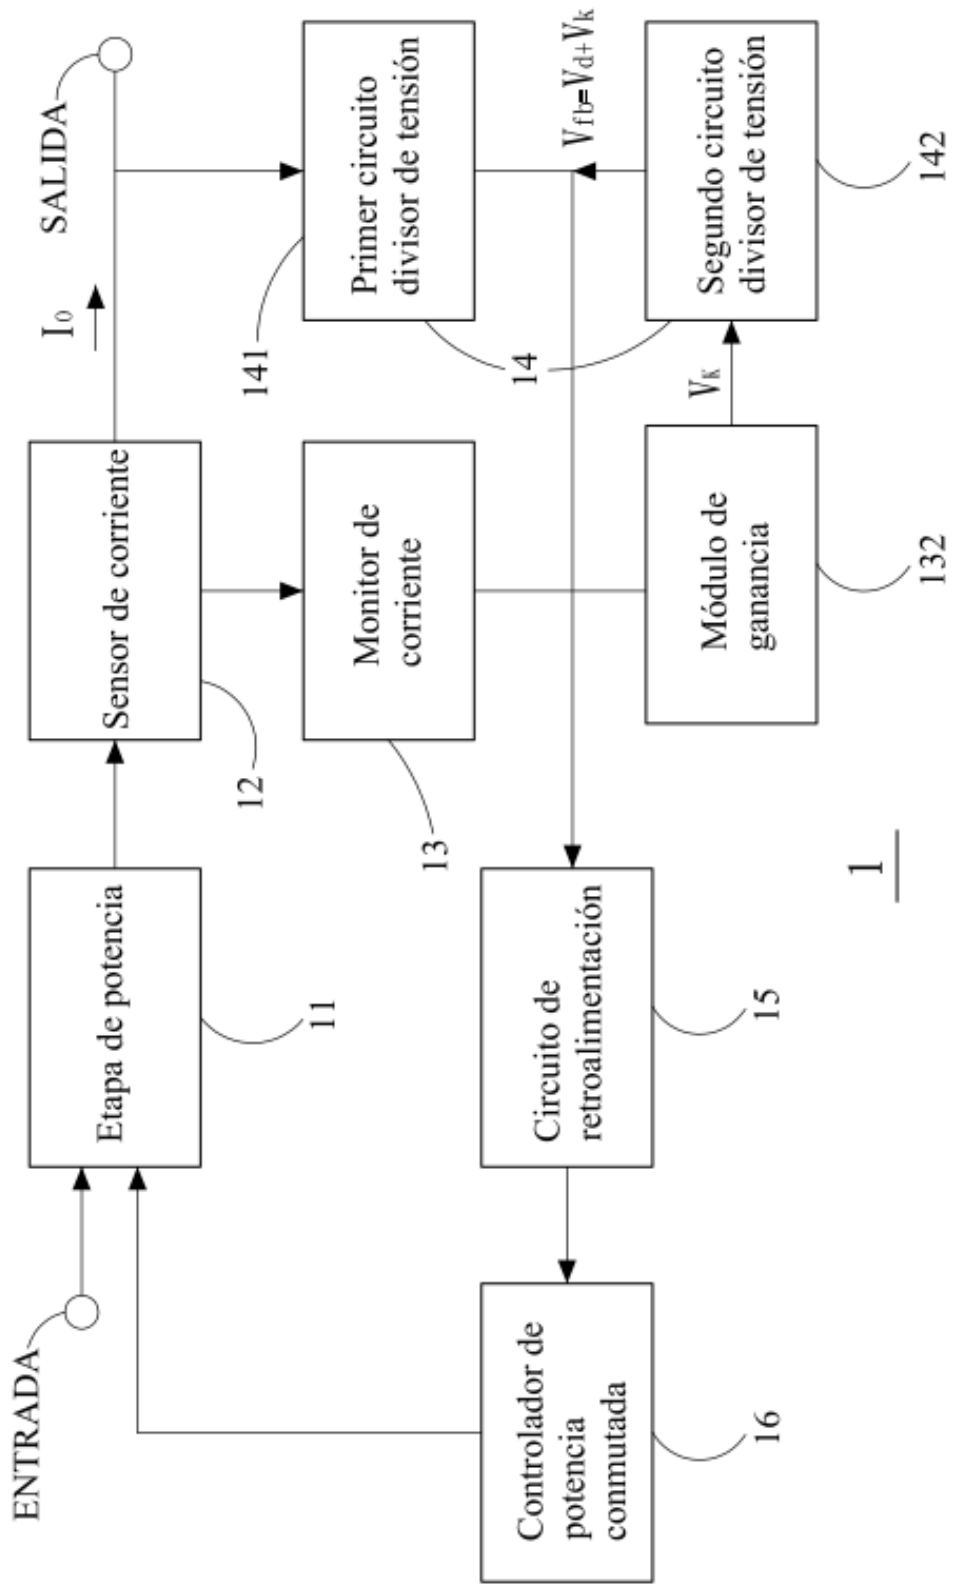 ENTRADA
Etapa de potencia
11
Sensor de corriente
12
I₀
SALIDA
Monitor de
corriente
13
Primer circuito
divisor de tensión
141
14
Vfb=Vd+Vk
Controlador de
potencia
conmutada
16
Circuito de
retroalimentación
15
Módulo de
ganancia
132
VK
Segundo circuito
divisor de tensión
142
1